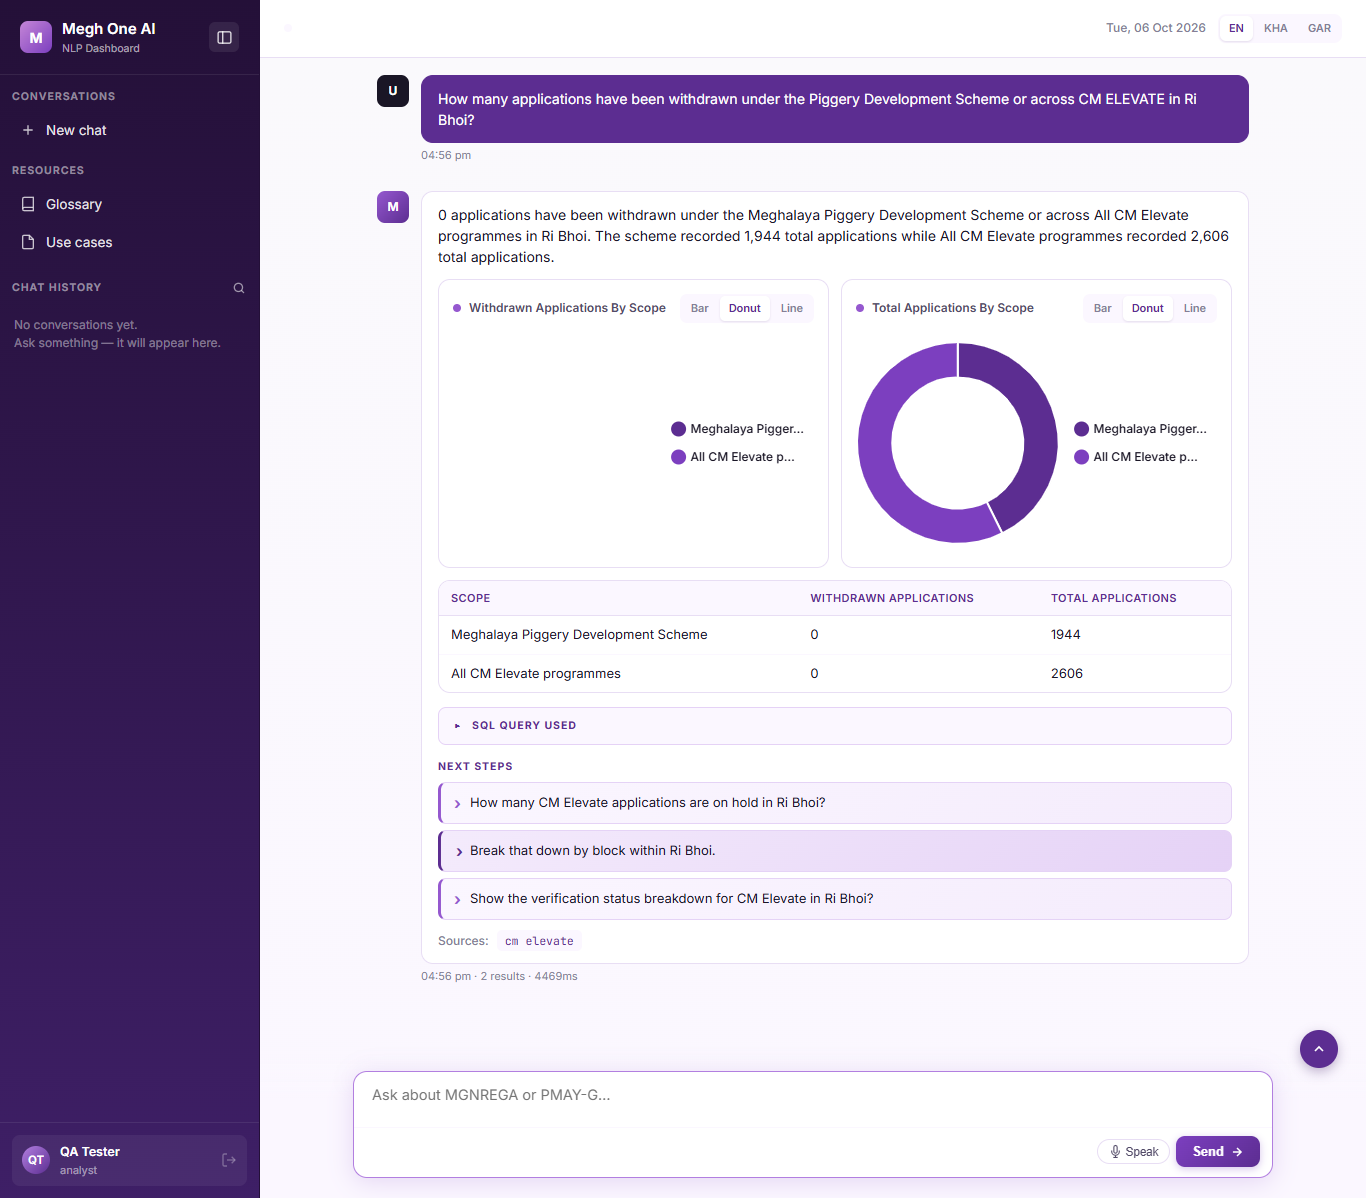 M
Megh One AI
NLP Dashboard
CONVERSATIONS
+ New chat
RESOURCES
Glossary
Use cases
CHAT HISTORY
No conversations yet.
Ask something — it will appear here.
QT
QA Tester
analyst
Tue, 06 Oct 2026
EN
KHA
GAR
U
How many applications have been withdrawn under the Piggery Development Scheme or across CM ELEVATE in Ri
Bhoi?
04:56 pm
M
0 applications have been withdrawn under the Meghalaya Piggery Development Scheme or across All CM Elevate
programmes in Ri Bhoi. The scheme recorded 1,944 total applications while All CM Elevate programmes recorded 2,606
total applications.
Withdrawn Applications By Scope
Bar
Donut
Line
Meghalaya Pigger...
All CM Elevate p...
Total Applications By Scope
Bar
Donut
Line
Meghalaya Pigger...
All CM Elevate p...
SCOPE WITHDRAWN APPLICATIONS TOTAL APPLICATIONS
Meghalaya Piggery Development Scheme 0 1944
All CM Elevate programmes 0 2606
SQL QUERY USED
NEXT STEPS
How many CM Elevate applications are on hold in Ri Bhoi?
Break that down by block within Ri Bhoi.
Show the verification status breakdown for CM Elevate in Ri Bhoi?
Sources: cm elevate
04:56 pm · 2 results · 4469ms
Ask about MGNREGA or PMAY-G...
Speak
Send →